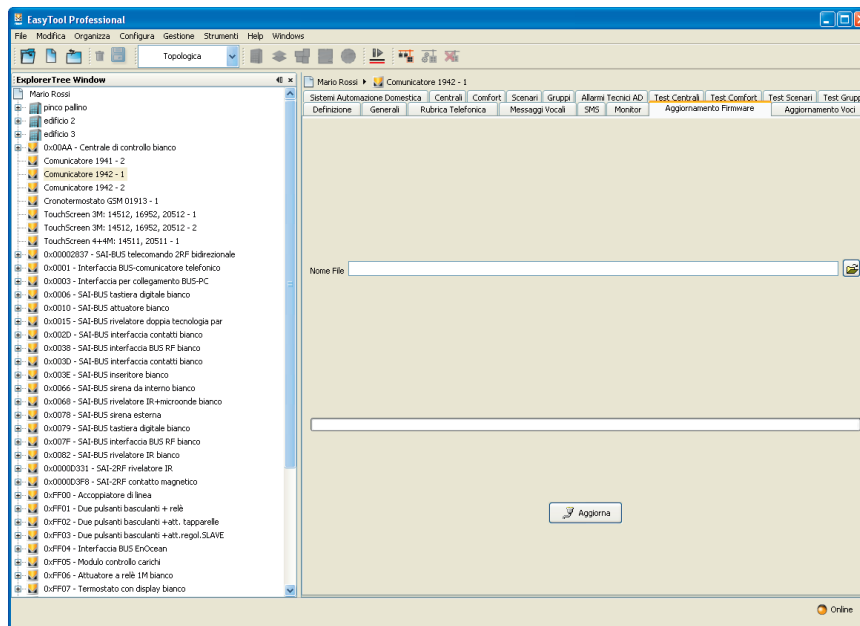 EasyTool Professional
File Modifica Organizza Configura Gestione Strumenti Help Windows
Topologica
ExplorerTree Window
Mario Rossi
pinco pallino
edificio 2
edificio 3
0x00AA - Centrale di controllo bianco
Comunicatore 1941 - 2
Comunicatore 1942 - 1
Comunicatore 1942 - 2
Cronotermostato GSM 01913 - 1
TouchScreen 3M: 14512, 16952, 20512 - 1
TouchScreen 3M: 14512, 16952, 20512 - 2
TouchScreen 4+4M: 14511, 20511 - 1
0x00002837 - SAI-BUS telecomando 2RF bidirezionale
0x0001 - Interfaccia BUS-comunicatore telefonico
0x0003 - Interfaccia per collegamento BUS-PC
0x0006 - SAI-BUS tastiera digitale bianco
0x0010 - SAI-BUS attuatore bianco
0x0015 - SAI-BUS rivelatore doppia tecnologia par
0x002D - SAI-BUS interfaccia contatti bianco
0x0038 - SAI-BUS interfaccia BUS RF bianco
0x003D - SAI-BUS interfaccia contatti bianco
0x003E - SAI-BUS inseritore bianco
0x0066 - SAI-BUS sirena da interno bianco
0x0068 - SAI-BUS rivelatore IR+microonde bianco
0x0078 - SAI-BUS sirena esterna
0x0079 - SAI-BUS tastiera digitale bianco
0x007F - SAI-BUS interfaccia BUS RF bianco
0x0082 - SAI-BUS rivelatore IR bianco
0x0000D331 - SAI-2RF rivelatore IR
0x0000D3F8 - SAI-2RF contatto magnetico
0xFF00 - Accoppiatore di linea
0xFF01 - Due pulsanti basculanti + relè
0xFF02 - Due pulsanti basculanti +att. tapparelle
0xFF03 - Due pulsanti basculanti +att.regol.SLAVE
0xFF04 - Interfaccia BUS EnOcean
0xFF05 - Modulo controllo carichi
0xFF06 - Attuatore a relè 1M bianco
0xFF07 - Termostato con display bianco
Mario Rossi Comunicatore 1942 - 1
Sistemi Automazione Domestica Centrali Comfort Scenari Gruppi Allarmi Tecnici AD Test Centrali Test Comfort Test Scenari Test Grupp
Definizione Generali Rubrica Telefonica Messaggi Vocali SMS Monitor Aggiornamento Firmware Aggiornamento Voci
Nome File
Aggiorna
Online